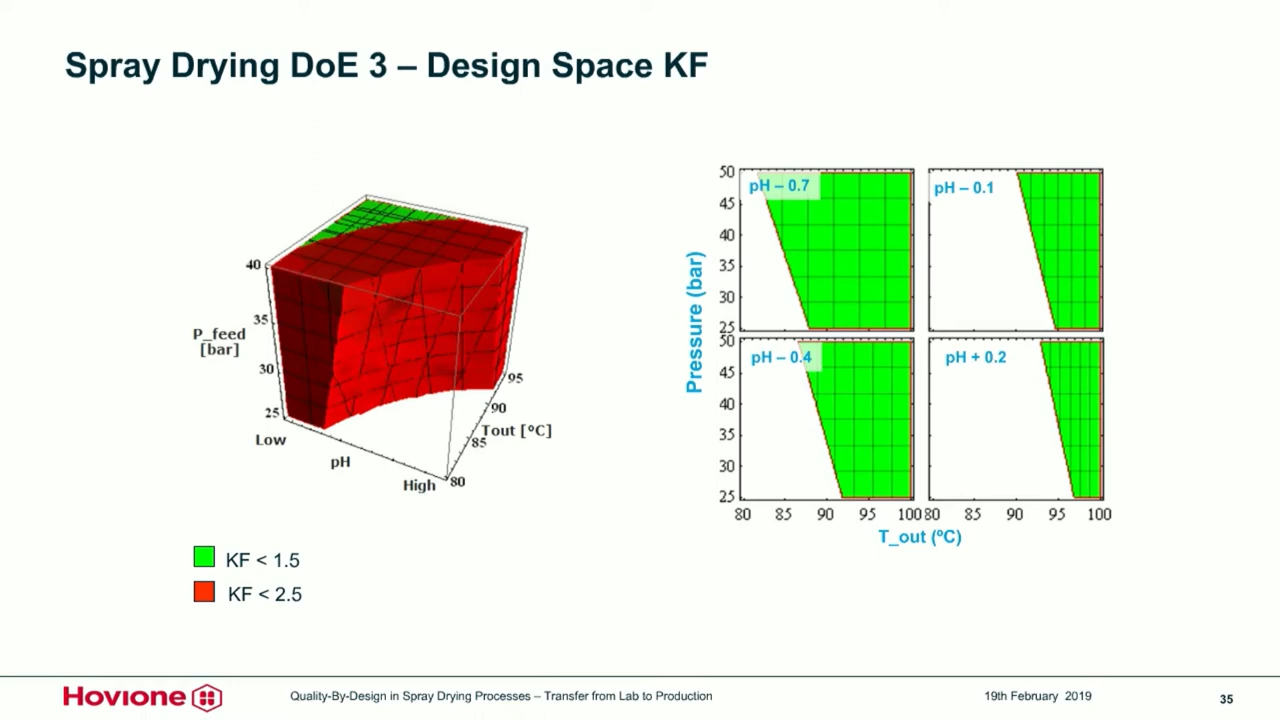 Spray Drying DoE 3 – Design Space KF
40
35
P_feed
[bar]
30
25
Low
pH
High
80
85
90
95
Tout [ºC]
KF < 1.5
KF < 2.5
Pressure (bar)
50
45
40
35
30
25
pH – 0.7
pH – 0.1
50
45
40
35
30
25
pH – 0.4
pH + 0.2
80 85 90 95 100 80 85 90 95 100
T_out (ºC)
Hovione
Quality-By-Design in Spray Drying Processes – Transfer from Lab to Production
19th February 2019
35